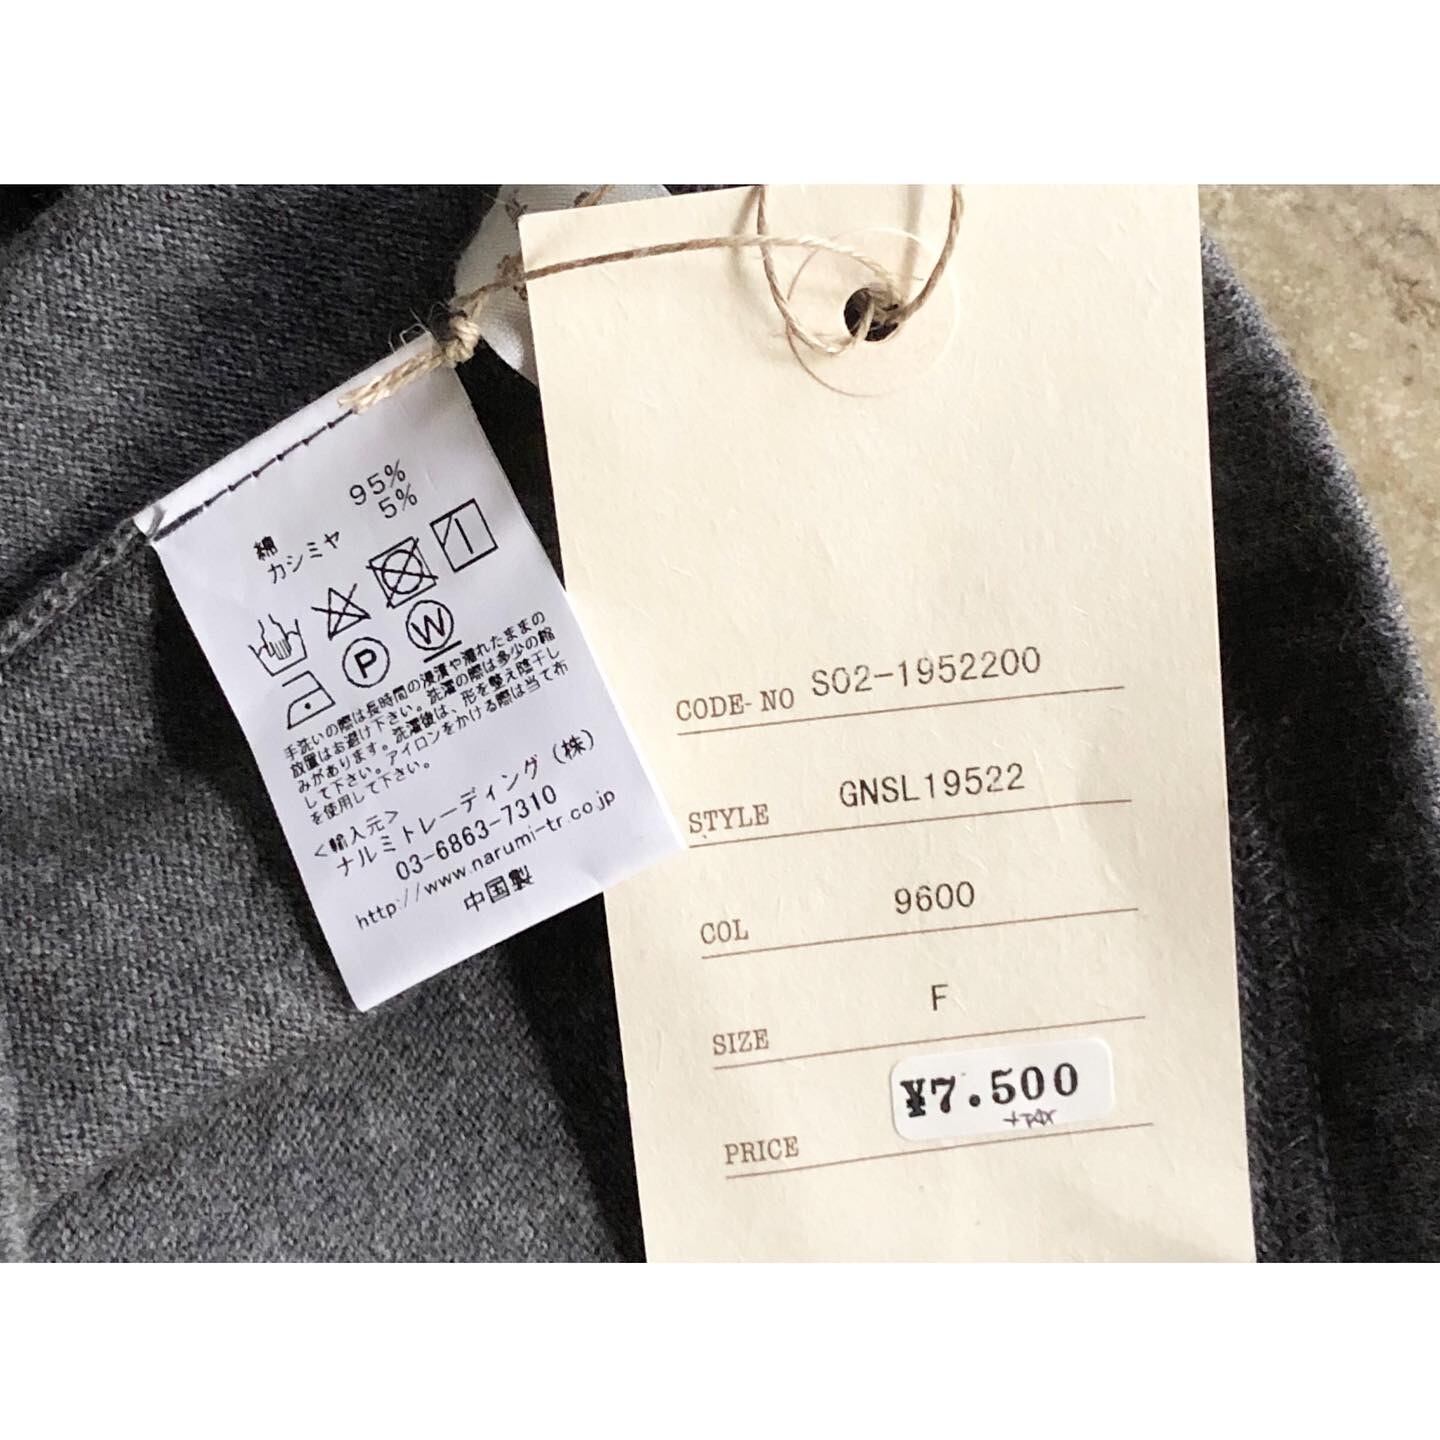 綿 95%
カシミヤ 5%
P
W
手洗いの際は長時間の浸漬や濡れたままの
放置はお避け下さい。洗濯の際は多少の縮
みがあります。洗濯後は、形を整え陰干し
して下さい。アイロンをかける際は当て布
を使用して下さい。
<輸入元>
ナルミトレーディング（株）
03-6863-7310
http://www.narumi-tr.co.jp
中国製
CODE-NO S02-1952200
STYLE GNSL19522
COL 9600
SIZE F
PRICE ¥7.500
+TAX